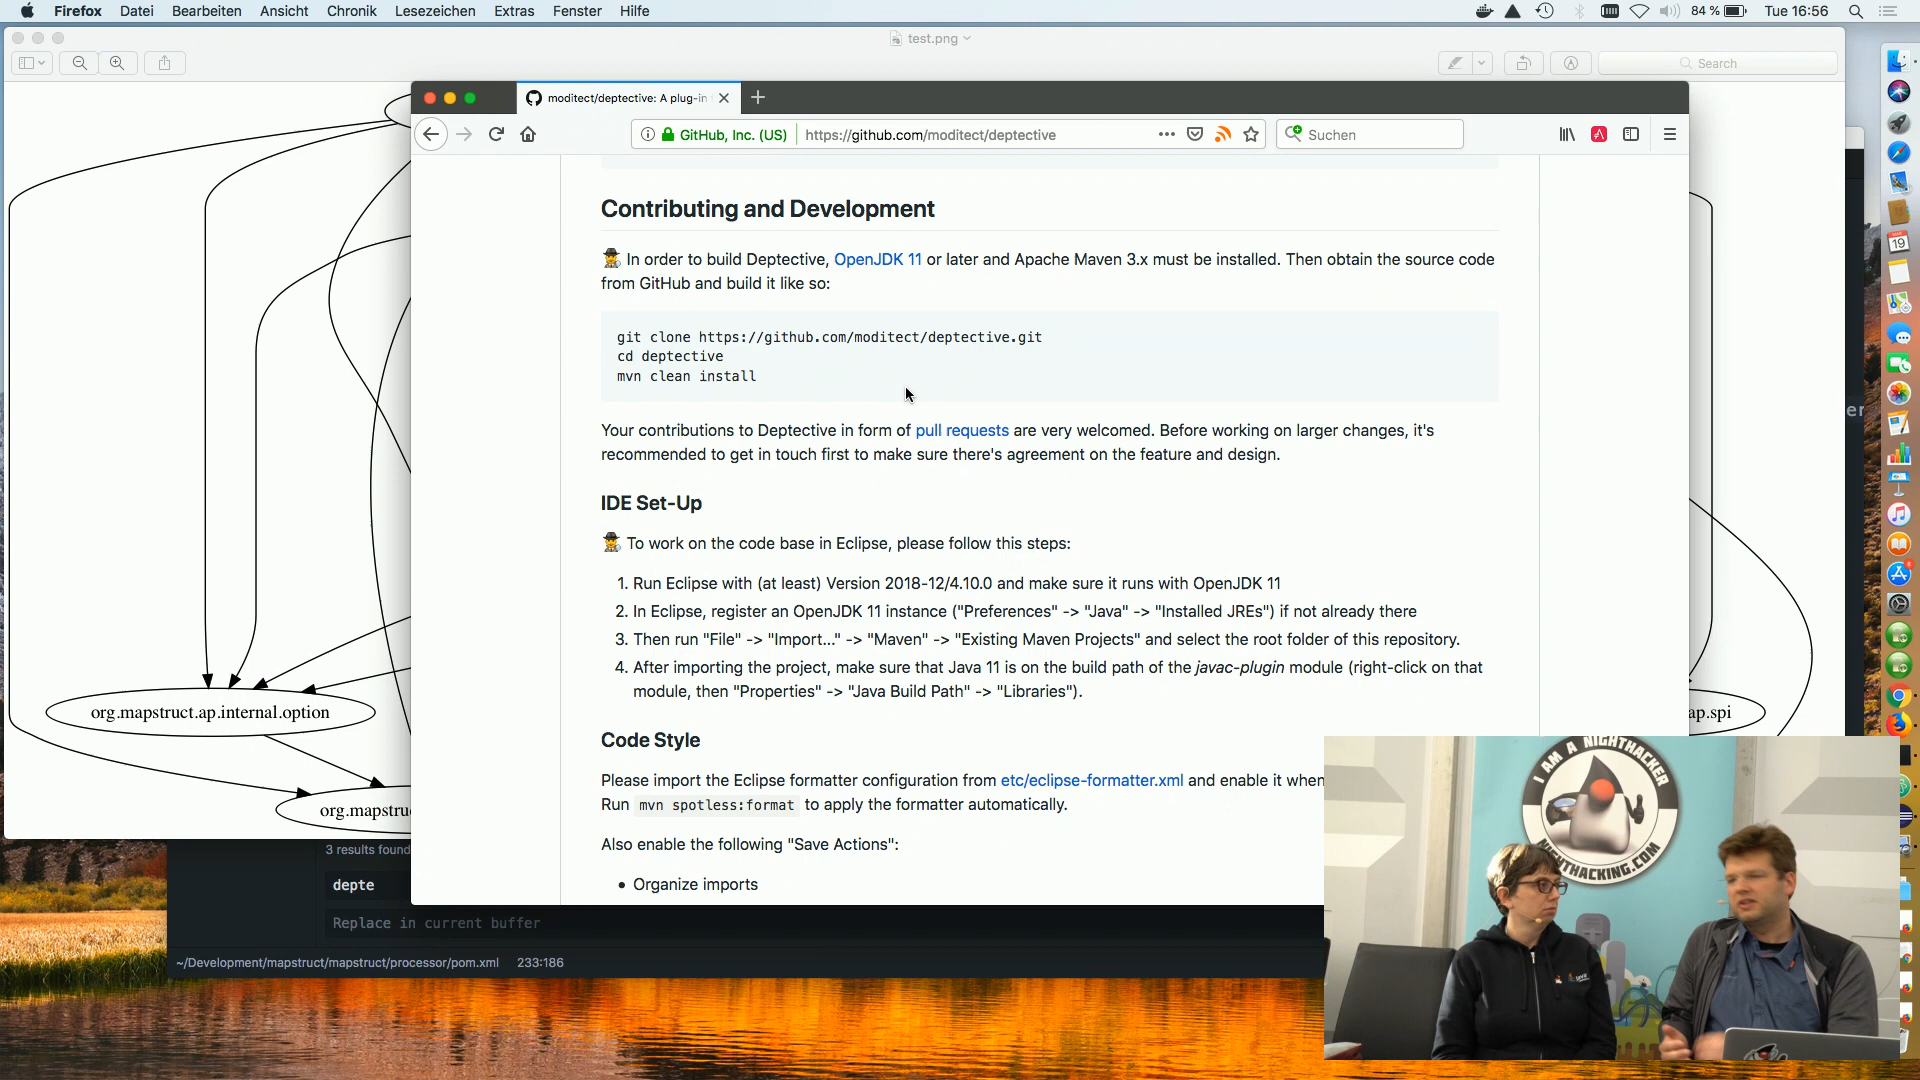 Firefox Datei Bearbeiten Ansicht Chronik Lesezeichen Extras Fenster Hilfe
84 % Tue 16:56
test.png
Search
moditect/deptective: A plug-in
GitHub, Inc. (US) https://github.com/moditect/deptective
Suchen
Contributing and Development
In order to build Deptective, OpenJDK 11 or later and Apache Maven 3.x must be installed. Then obtain the source code
from GitHub and build it like so:
git clone https://github.com/moditect/deptective.git
cd deptective
mvn clean install
Your contributions to Deptective in form of pull requests are very welcomed. Before working on larger changes, it's
recommended to get in touch first to make sure there's agreement on the feature and design.
IDE Set-Up
To work on the code base in Eclipse, please follow this steps:
1. Run Eclipse with (at least) Version 2018-12/4.10.0 and make sure it runs with OpenJDK 11
2. In Eclipse, register an OpenJDK 11 instance ("Preferences" -> "Java" -> "Installed JREs") if not already there
3. Then run "File" -> "Import..." -> "Maven" -> "Existing Maven Projects" and select the root folder of this repository.
4. After importing the project, make sure that Java 11 is on the build path of the javac-plugin module (right-click on that
module, then "Properties" -> "Java Build Path" -> "Libraries").
Code Style
Please import the Eclipse formatter configuration from etc/eclipse-formatter.xml and enable it when
Run mvn spotless:format to apply the formatter automatically.
Also enable the following "Save Actions":
• Organize imports
org.mapstruct.ap.internal.option
org.mapstru
ap.spi
er
3 results found
depte
Replace in current buffer
~/Development/mapstruct/mapstruct/processor/pom.xml 233:186
19
I AM A NIGHTHACKER
NIGHTHACKING.COM